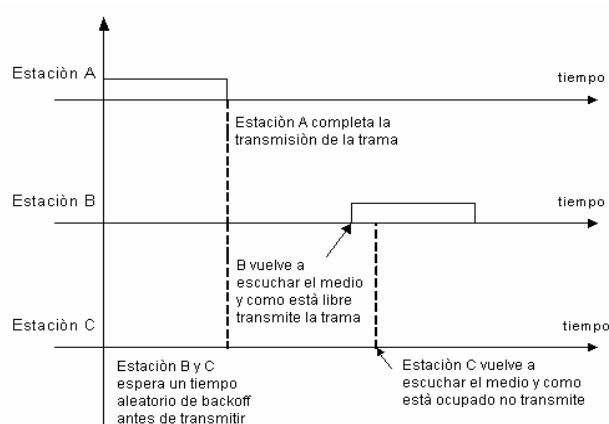 Estaciòn A
tiempo
Estaciòn A completa la
transmisiòn de la trama
Estaciòn B
tiempo
B vuelve a
escuchar el medio
y como està libre
transmite la trama
Estaciòn C
tiempo
Estaciòn B y C
espera un tiempo
aleatorio de backoff
antes de transmitir
Estaciòn C vuelve a
escuchar el medio y como
està ocupado no transmite